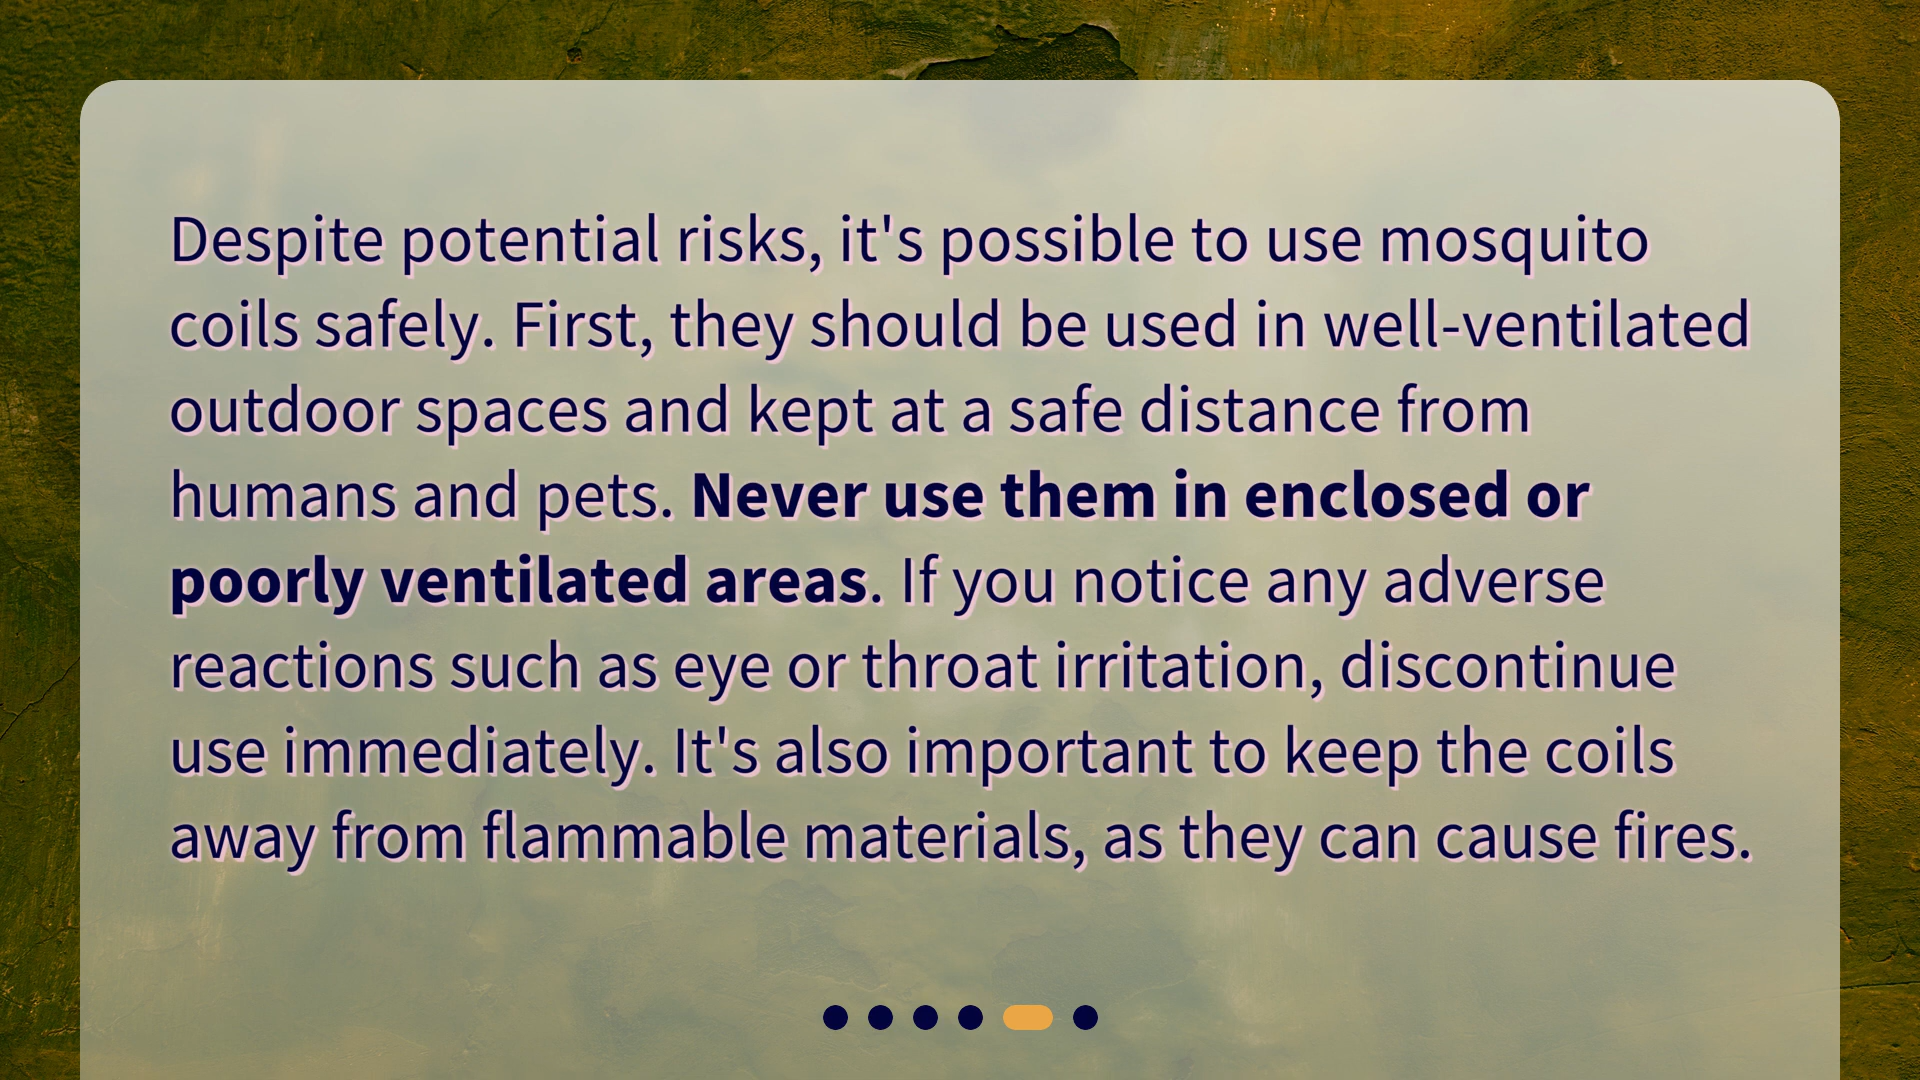 Despite potential risks, it's possible to use mosquito
coils safely. First, they should be used in well-ventilated
outdoor spaces and kept at a safe distance from
humans and pets. Never use them in enclosed or
poorly ventilated areas. If you notice any adverse
reactions such as eye or throat irritation, discontinue
use immediately. It's also important to keep the coils
away from flammable materials, as they can cause fires.